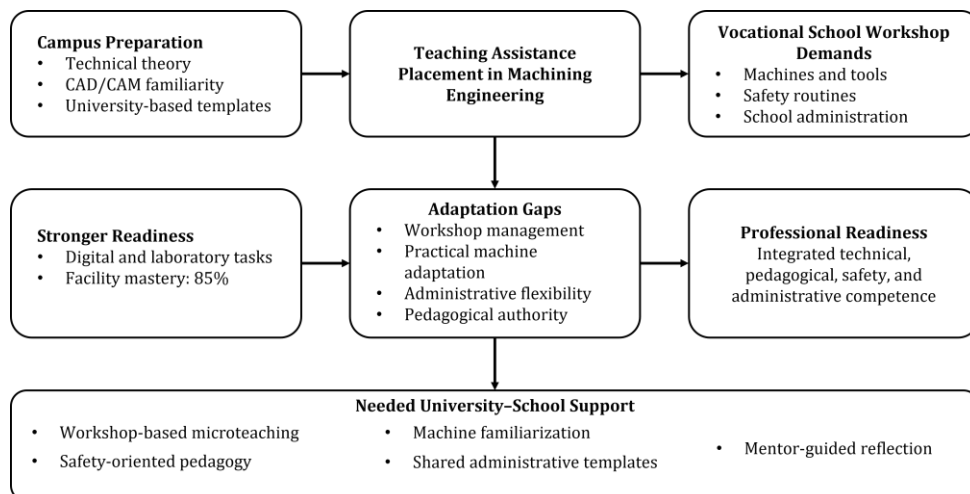 Campus Preparation
• Technical theory
• CAD/CAM familiarity
• University-based templates
Teaching Assistance
Placement in Machining
Engineering
Vocational School Workshop
Demands
• Machines and tools
• Safety routines
• School administration
Stronger Readiness
• Digital and laboratory tasks
• Facility mastery: 85%
Adaptation Gaps
• Workshop management
• Practical machine
adaptation
• Administrative flexibility
• Pedagogical authority
Professional Readiness
Integrated technical,
pedagogical, safety, and
administrative competence
Needed University–School Support
• Workshop-based microteaching
• Safety-oriented pedagogy
• Machine familiarization
• Shared administrative templates
• Mentor-guided reflection